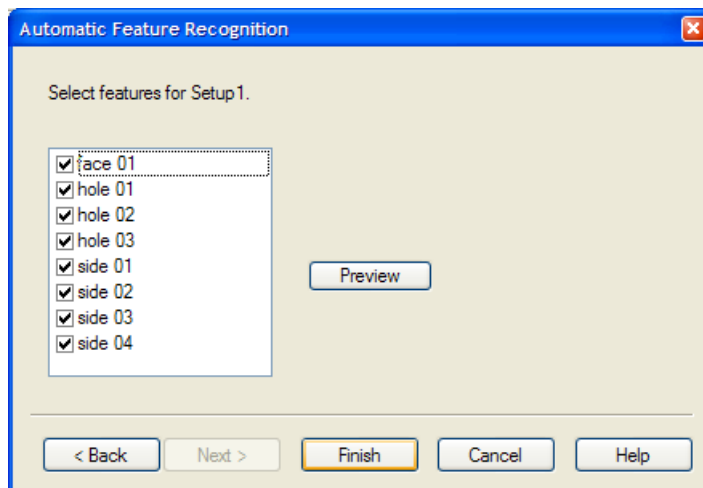 Automatic Feature Recognition
Select features for Setup1.
face 01
hole 01
hole 02
hole 03
side 01
side 02
side 03
side 04
Preview
< Back Next > Finish Cancel Help